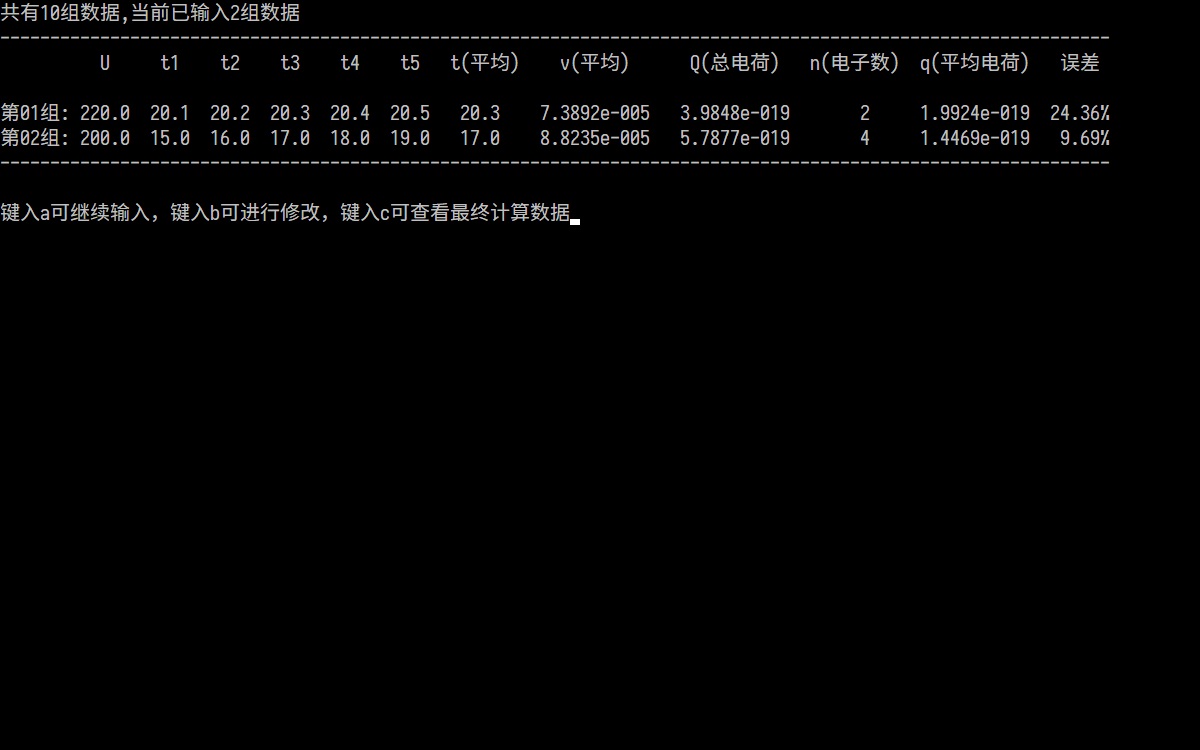 共有10组数据,当前已输入2组数据
---------------------------------------------------------------------------------------------------------------
U t1 t2 t3 t4 t5 t(平均) v(平均) Q(总电荷) n(电子数) q(平均电荷) 误差
第01组: 220.0 20.1 20.2 20.3 20.4 20.5 20.3 7.3892e-005 3.9848e-019 2 1.9924e-019 24.36%
第02组: 200.0 15.0 16.0 17.0 18.0 19.0 17.0 8.8235e-005 5.7877e-019 4 1.4469e-019 9.69%
---------------------------------------------------------------------------------------------------------------
键入a可继续输入，键入b可进行修改，键入c可查看最终计算数据